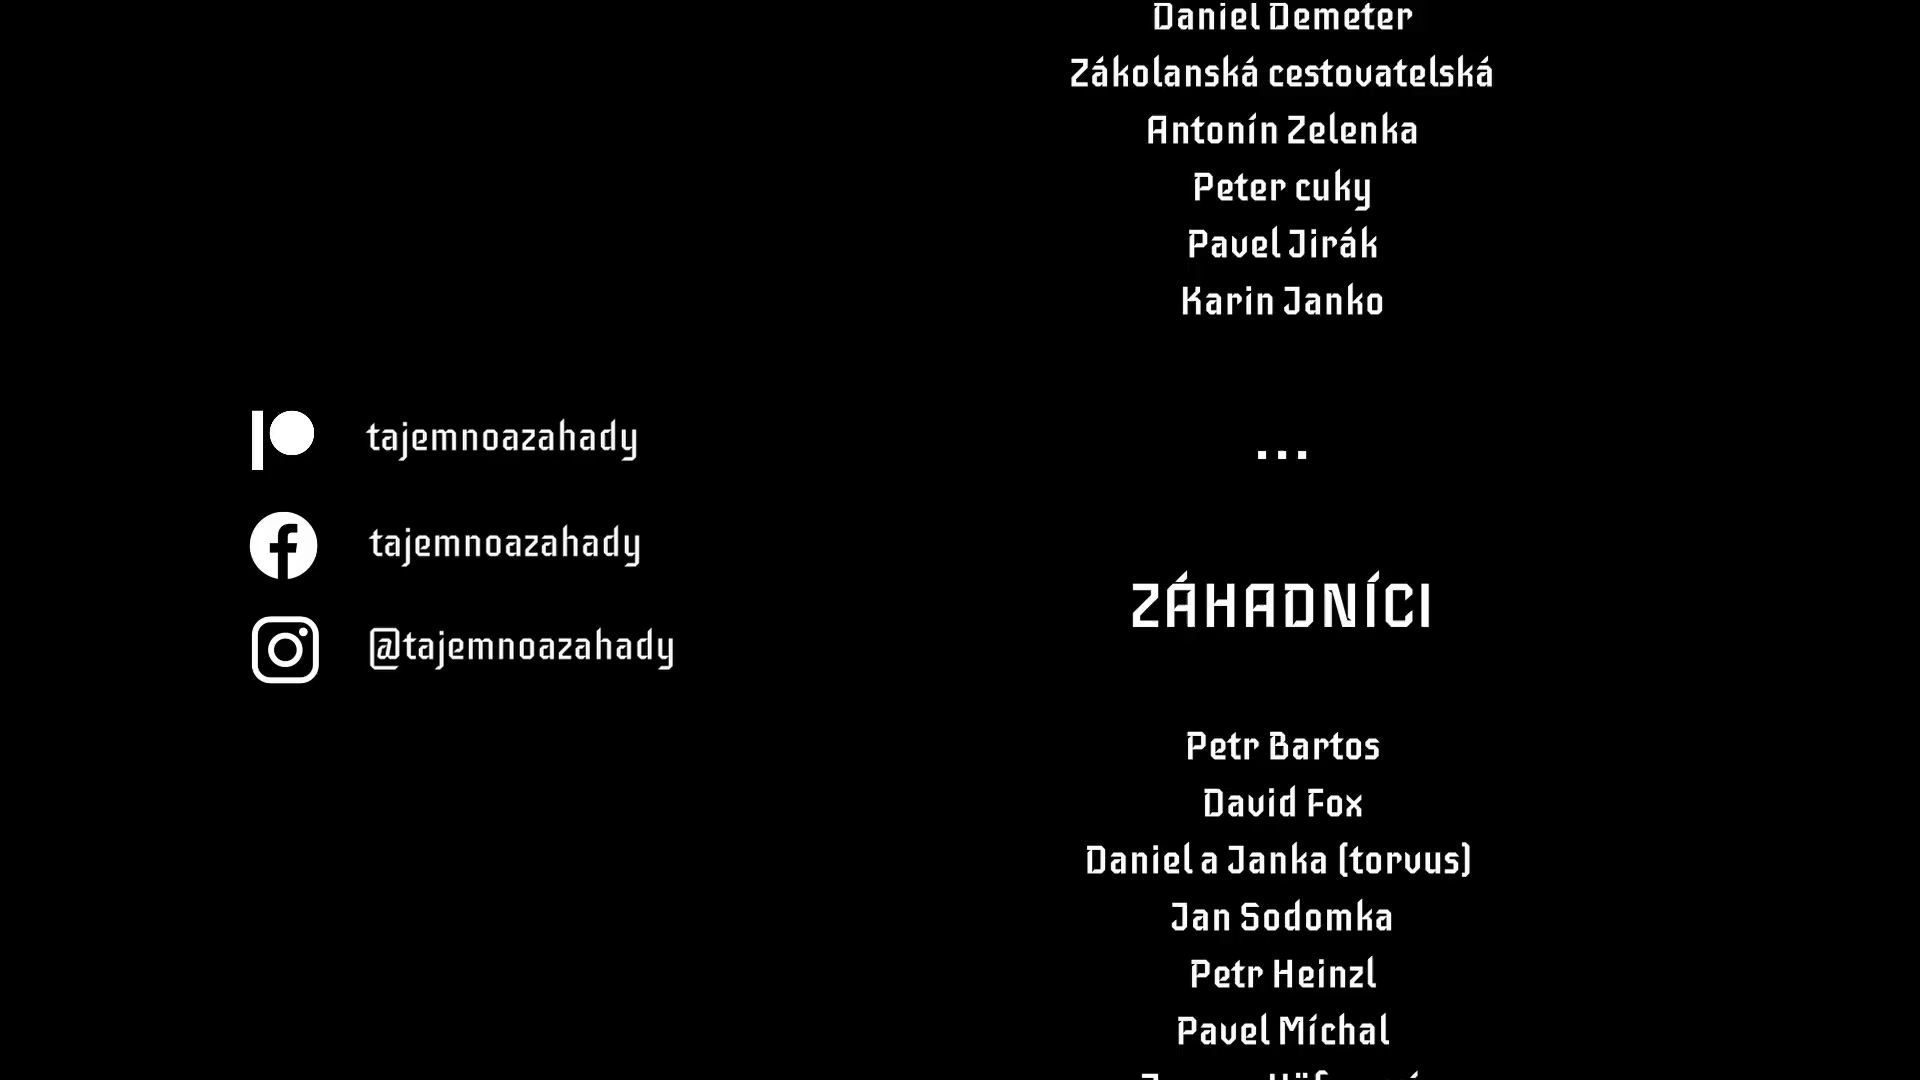 tajemnoazahady
tajemnoazahady
@tajemnoazahady
Daniel Demeter
Zákolanská cestovatelská
Antonín Zelenka
Peter cuky
Pavel Jirák
Karin Janko
...
ZÁHADNÍCI
Petr Bartos
David Fox
Daniel a Janka (torvus)
Jan Sodomka
Petr Heinzl
Pavel Míchal